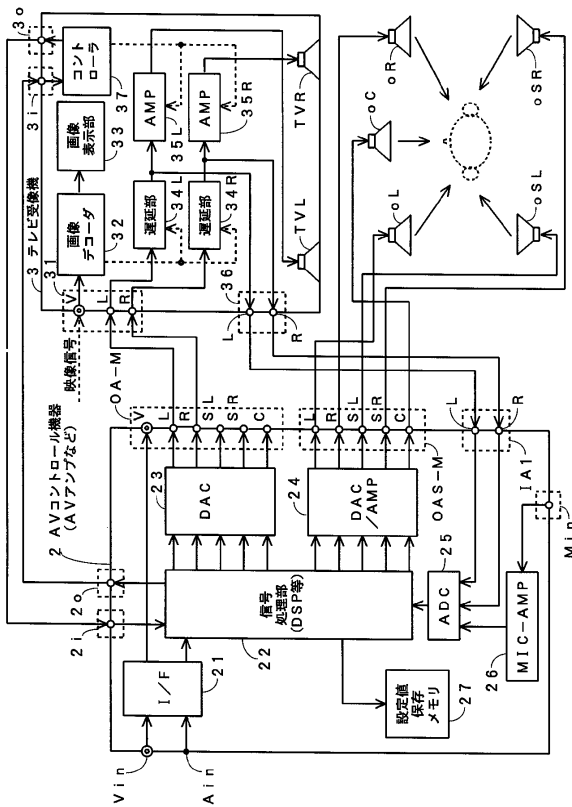 2 AVコントロール機器
(AVアンプなど)
2i
2o
Vin
Ain
I/F
21
信号
処理部
(DSP等)
22
設定値
保存
メモリ
27
DAC
23
DAC
/AMP
24
ADC
25
MIC-AMP
26
Min
IA1
L
R
OA-M
V
L
R
SL
SR
C
OAS-M
L
R
SL
SR
C
映像信号
3 テレビ受像機
31
V
L
R
画像
デコーダ
32
画像
表示部
33
コント
ローラ
37
3i
3o
遅延部
34L
遅延部
34R
AMP
35L
AMP
35R
36
L
R
TVL
TVR
oL
oC
oR
oSL
oSR